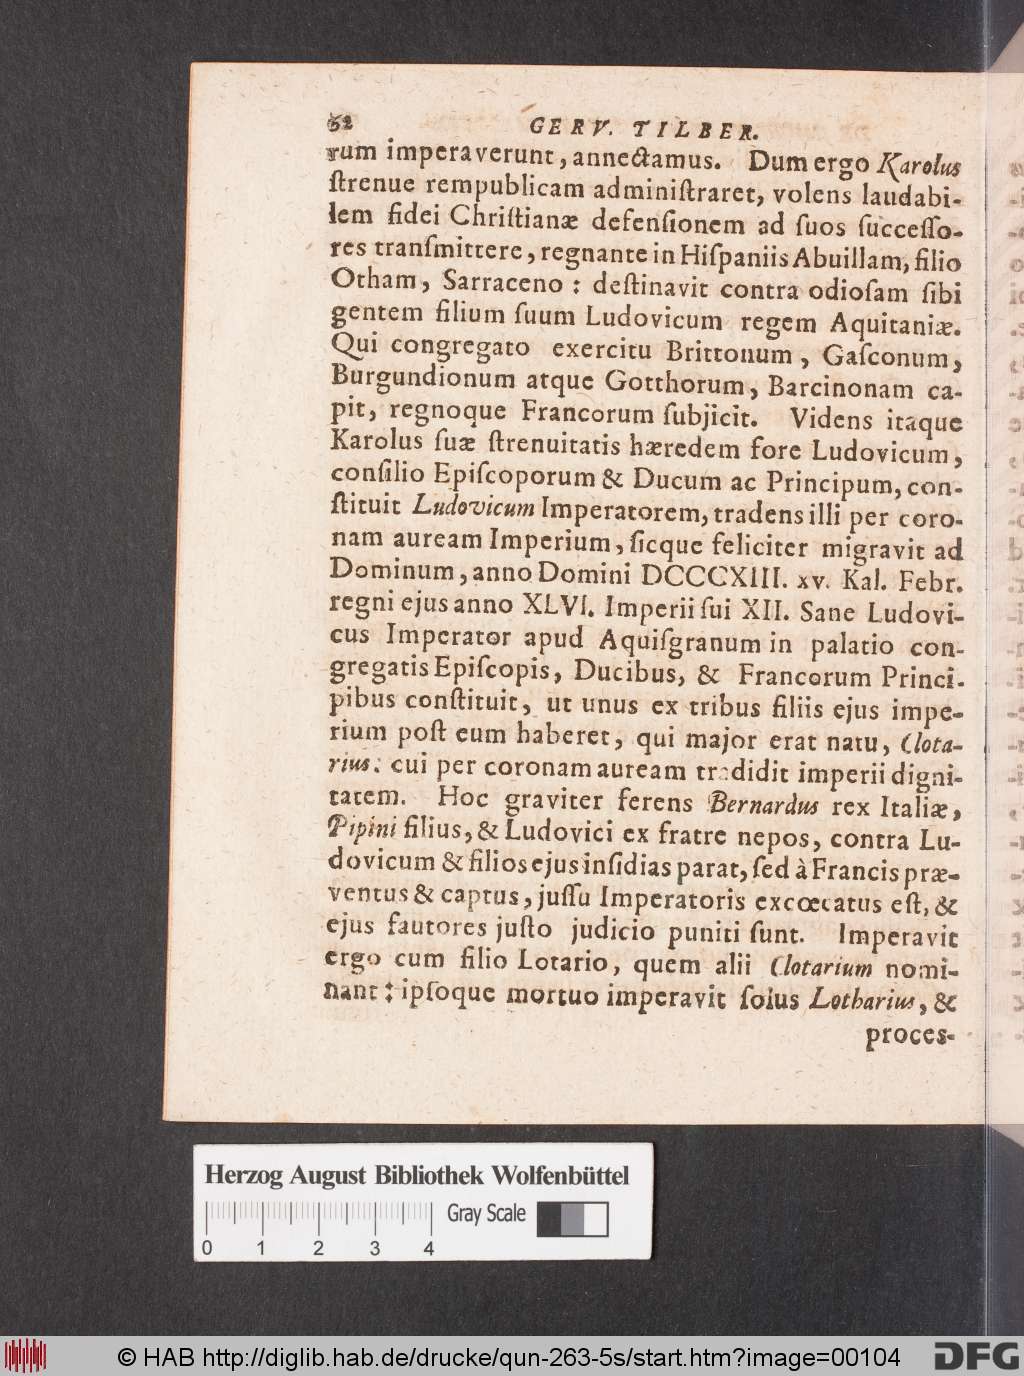 62 GERV. TILBER.
rum imperaverunt, annectamus. Dum ergo Karolus
ſtrenue rempublicam adminiſtraret, volens laudabi-
lem fidei Chriſtianæ defenſionem ad ſuos ſucceſſo-
res tranſmittere, regnante in Hiſpaniis Abuillam, filio
Otham, Sarraceno: deſtinavit contra odioſam ſibi
gentem filium ſuum Ludovicum regem Aquitaniæ.
Qui congregato exercitu Brittonum, Gaſconum,
Burgundionum atque Gotthorum, Barcinonam ca-
pit, regnoque Francorum ſubjicit. Videns itaque
Karolus ſuæ ſtrenuitatis hæredem fore Ludovicum,
conſilio Epiſcoporum & Ducum ac Principum, con-
ſtituit Ludovicum Imperatorem, tradens illi per coro-
nam auream Imperium, ſicque feliciter migravit ad
Dominum, anno Domini DCCCXIII. xv. Kal. Febr.
regni ejus anno XLVI. Imperii ſui XII. Sane Ludovi-
cus Imperator apud Aquiſgranum in palatio con-
gregatis Epiſcopis, Ducibus, & Francorum Princi-
pibus conſtituit, ut unus ex tribus filiis ejus impe-
rium poſt eum haberet, qui major erat natu, Clota-
rius: cui per coronam auream tradidit imperii digni-
tatem. Hoc graviter ferens Bernardus rex Italiæ,
Pipini filius, & Ludovici ex fratre nepos, contra Lu-
dovicum & filios ejus inſidias parat, ſed à Francis præ-
ventus & captus, juſſu Imperatoris excœcatus eſt, &
ejus fautores juſto judicio puniti ſunt. Imperavit
ergo cum filio Lotario, quem alii Clotarium nomi-
nant: ipſoque mortuo imperavit ſolus Lotharius, &
proces-
Herzog August Bibliothek Wolfenbüttel
0 1 2 3 4 Gray Scale
© HAB http://diglib.hab.de/drucke/qun-263-5s/start.htm?image=00104 DFG